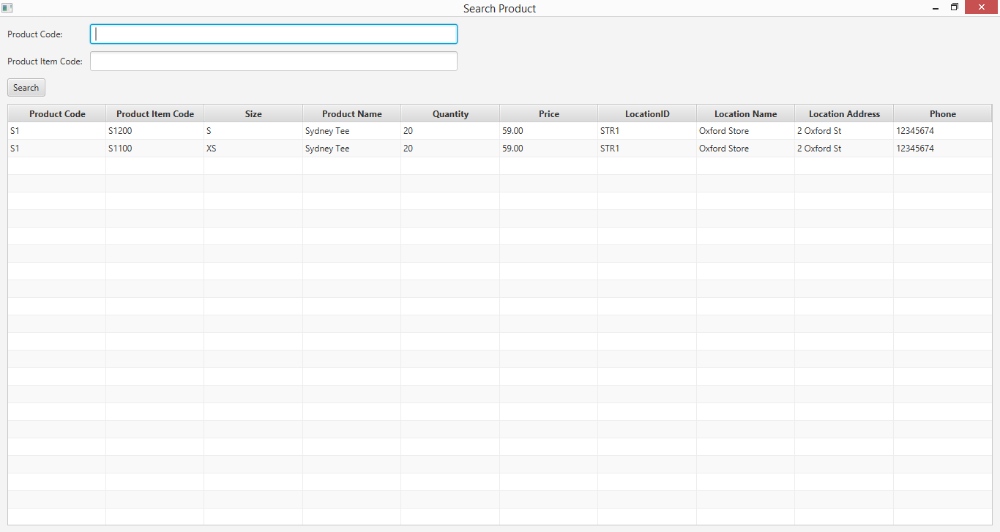 Search Product
Product Code:
Product Item Code:
Search
Product Code Product Item Code Size Product Name Quantity Price LocationID Location Name Location Address Phone
S1 S1200 S Sydney Tee 20 59.00 STR1 Oxford Store 2 Oxford St 12345674
S1 S1100 XS Sydney Tee 20 59.00 STR1 Oxford Store 2 Oxford St 12345674